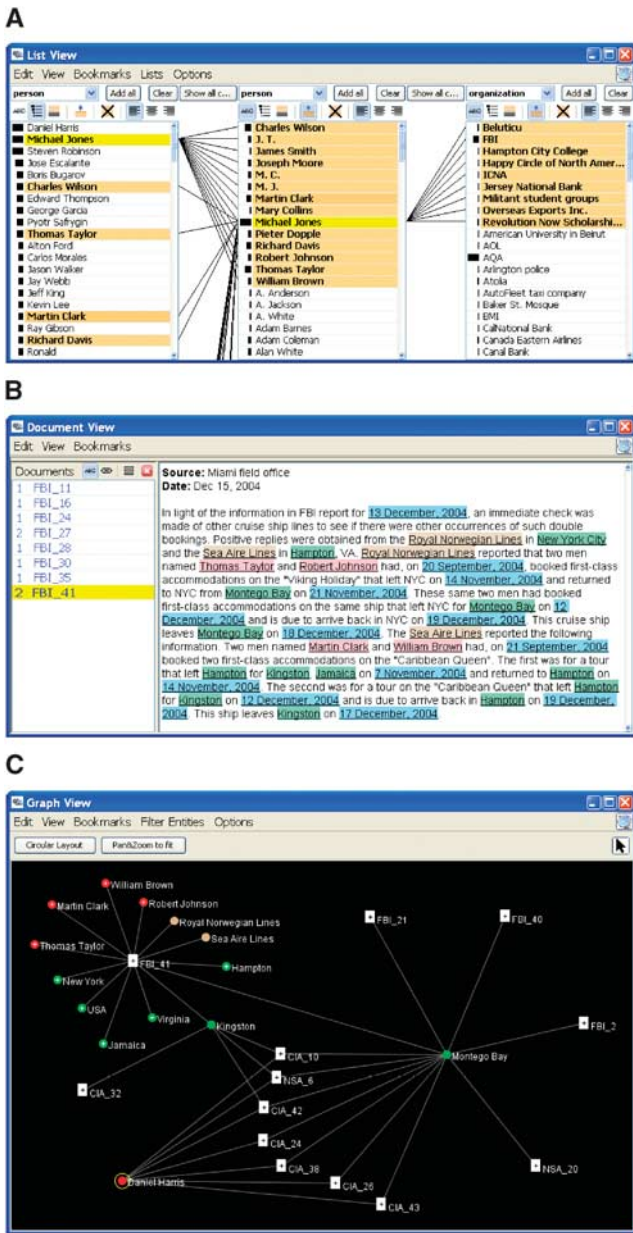 A
List View
Edit View Bookmarks Lists Options
person Add all Clear Show all c... person Add all Clear Show all c... organization Add all Clear
Daniel Harris
Michael Jones
Steven Robinson
Jose Escalante
Boris Bugarov
Charles Wilson
Edward Thompson
George Garcia
Pyotr Safrygin
Thomas Taylor
Alton Ford
Carlos Morales
Jason Walker
Jay Webb
Jeff King
Kevin Lee
Martin Clark
Ray Gibson
Richard Davis
Ronald
Charles Wilson
J. T.
James Smith
Joseph Moore
M. C.
M. J.
Martin Clark
Mary Collins
Michael Jones
Pieter Dopple
Richard Davis
Robert Johnson
Thomas Taylor
William Brown
A. Anderson
A. Jackson
A. White
Adam Barnes
Adam Coleman
Alan White
Beluticu
FBI
Hampton City College
Happy Circle of North Amer...
ICNA
Jersey National Bank
Militant student groups
Overseas Exports Inc.
Revolution Now Scholarshi...
American University in Beirut
AOL
AQA
Arlington police
Atolia
AutoFleet taxi company
Baker St. Mosque
BMI
CalNational Bank
Canada Eastern Airlines
Canal Bank
B
Document View
Edit View Bookmarks
Documents
1 FBI_11
1 FBI_16
1 FBI_24
2 FBI_27
1 FBI_28
1 FBI_30
1 FBI_35
2 FBI_41
Source: Miami field office
Date: Dec 15, 2004
In light of the information in FBI report for 13 December, 2004, an immediate check was
made of other cruise ship lines to see if there were other occurrences of such double
bookings. Positive replies were obtained from the Royal Norwegian Lines in New York City
and the Sea Aire Lines in Hampton, VA. Royal Norwegian Lines reported that two men
named Thomas Taylor and Robert Johnson had, on 20 September, 2004, booked first-class
accommodations on the "Viking Holiday" that left NYC on 14 November, 2004 and returned
to NYC from Montego Bay on 21 November, 2004. These same two men had booked
first-class accommodations on the same ship that left NYC for Montego Bay on 12
December, 2004 and is due to arrive back in NYC on 19 December, 2004. This cruise ship
leaves Montego Bay on 18 December, 2004. The Sea Aire Lines reported the following
information. Two men named Martin Clark and William Brown had, on 21 September, 2004
booked two first-class accommodations on the "Caribbean Queen". The first was for a tour
that left Hampton for Kingston, Jamaica on 7 November, 2004 and returned to Hampton on
14 November, 2004. The second was for a tour on the "Caribbean Queen" that left Hampton
for Kingston on 12 December, 2004 and is due to arrive back in Hampton on 19 December,
2004. This ship leaves Kingston on 17 December, 2004.
C
Graph View
Edit View Bookmarks Filter Entities Options
Circular Layout Pan&Zoom to fit
William Brown
Martin Clark
Robert Johnson
Royal Norwegian Lines
FBI_21
FBI_40
Thomas Taylor
Sea Aire Lines
FBI_41
Hampton
New York
USA
Virginia
Kingston
FBI_2
Jamaica
CIA_10
Montego Bay
NSA_6
CIA_32
CIA_42
CIA_24
CIA_38
NSA_20
Daniel Harris
CIA_26
CIA_43